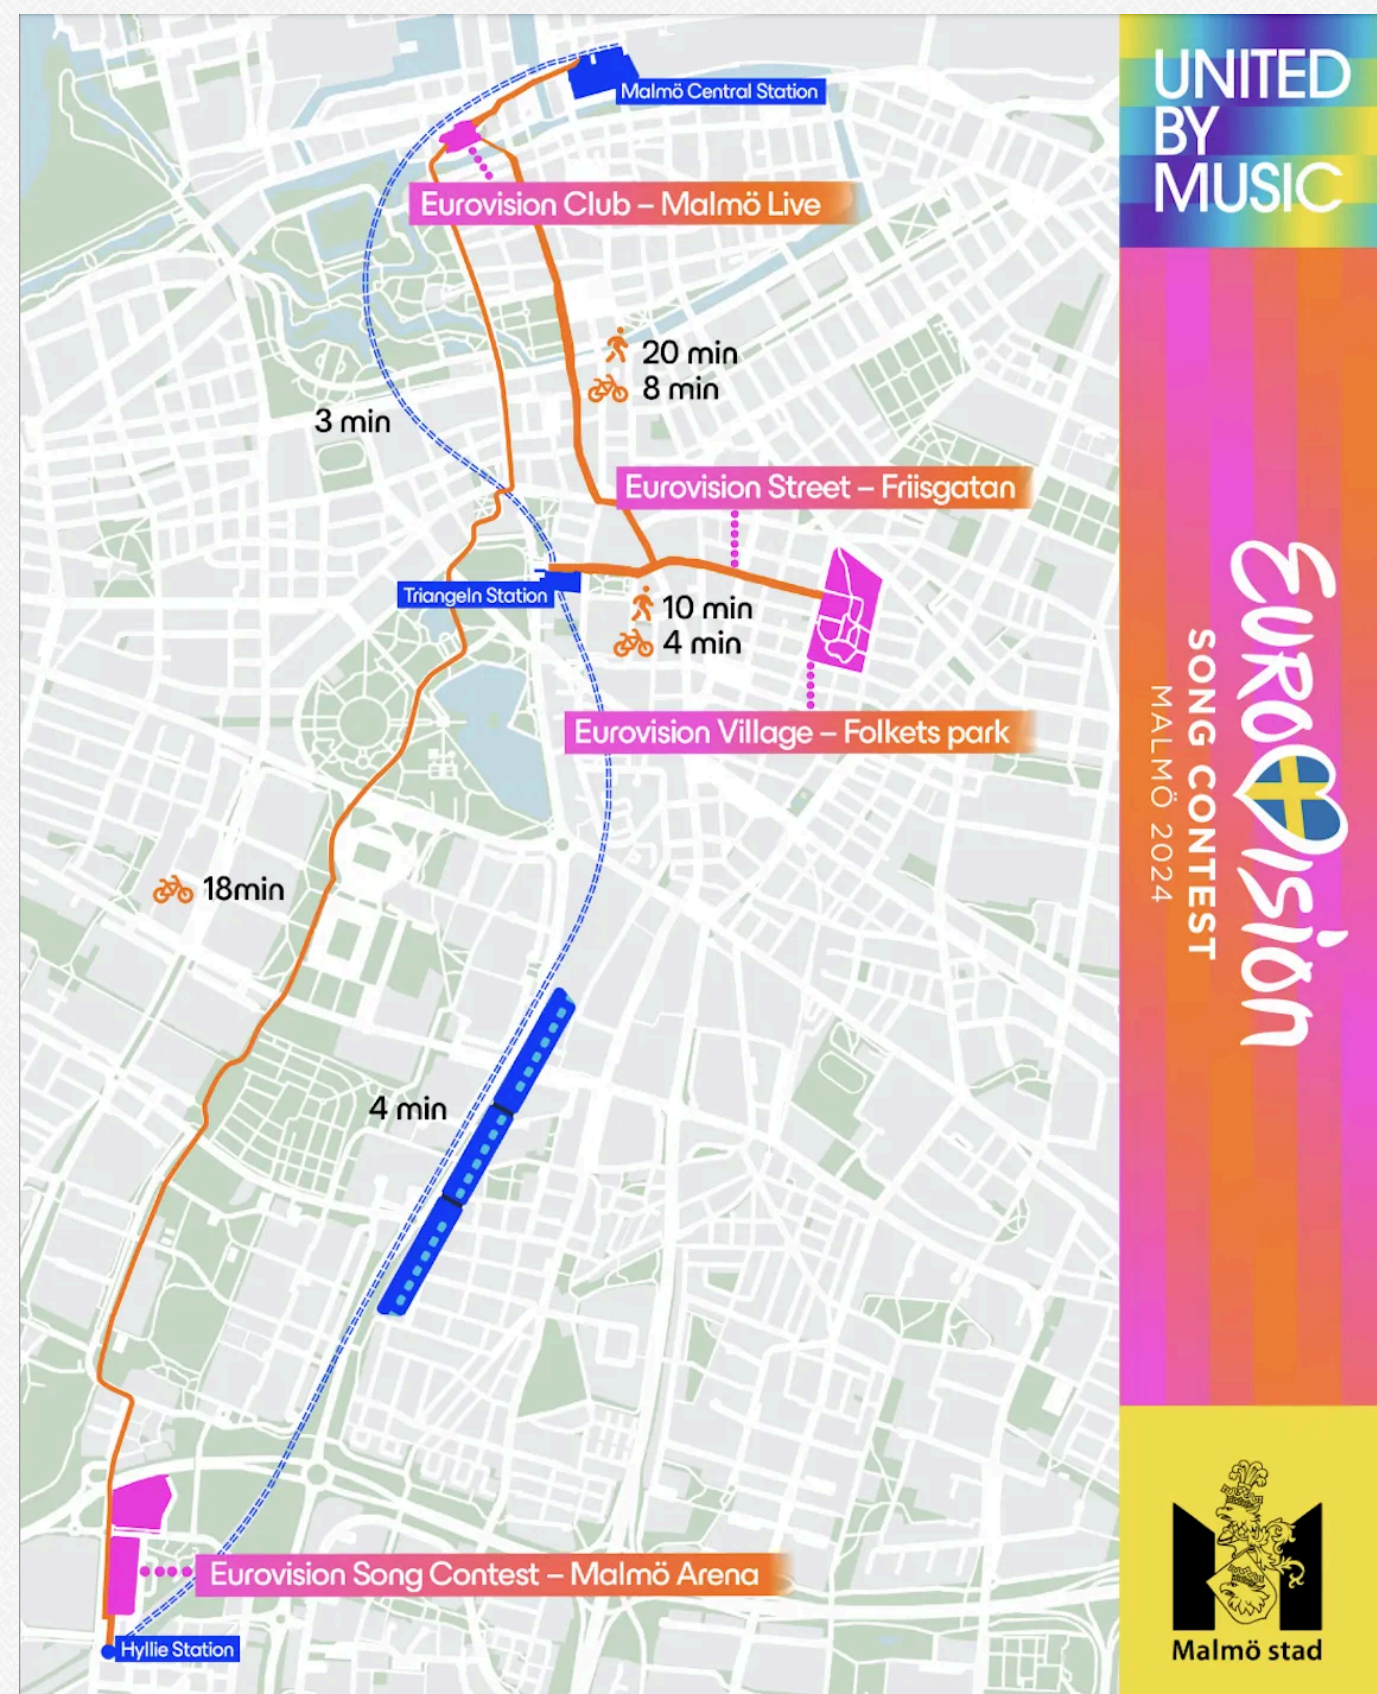 Malmö Central Station
Eurovision Club – Malmö Live
20 min
8 min
3 min
Eurovision Street – Friisgatan
Triangeln Station
10 min
4 min
Eurovision Village – Folkets park
18min
4 min
Eurovision Song Contest – Malmö Arena
Hyllie Station
UNITED
BY
MUSIC
EUROVISION
SONG CONTEST
MALMÖ 2024
Malmö stad